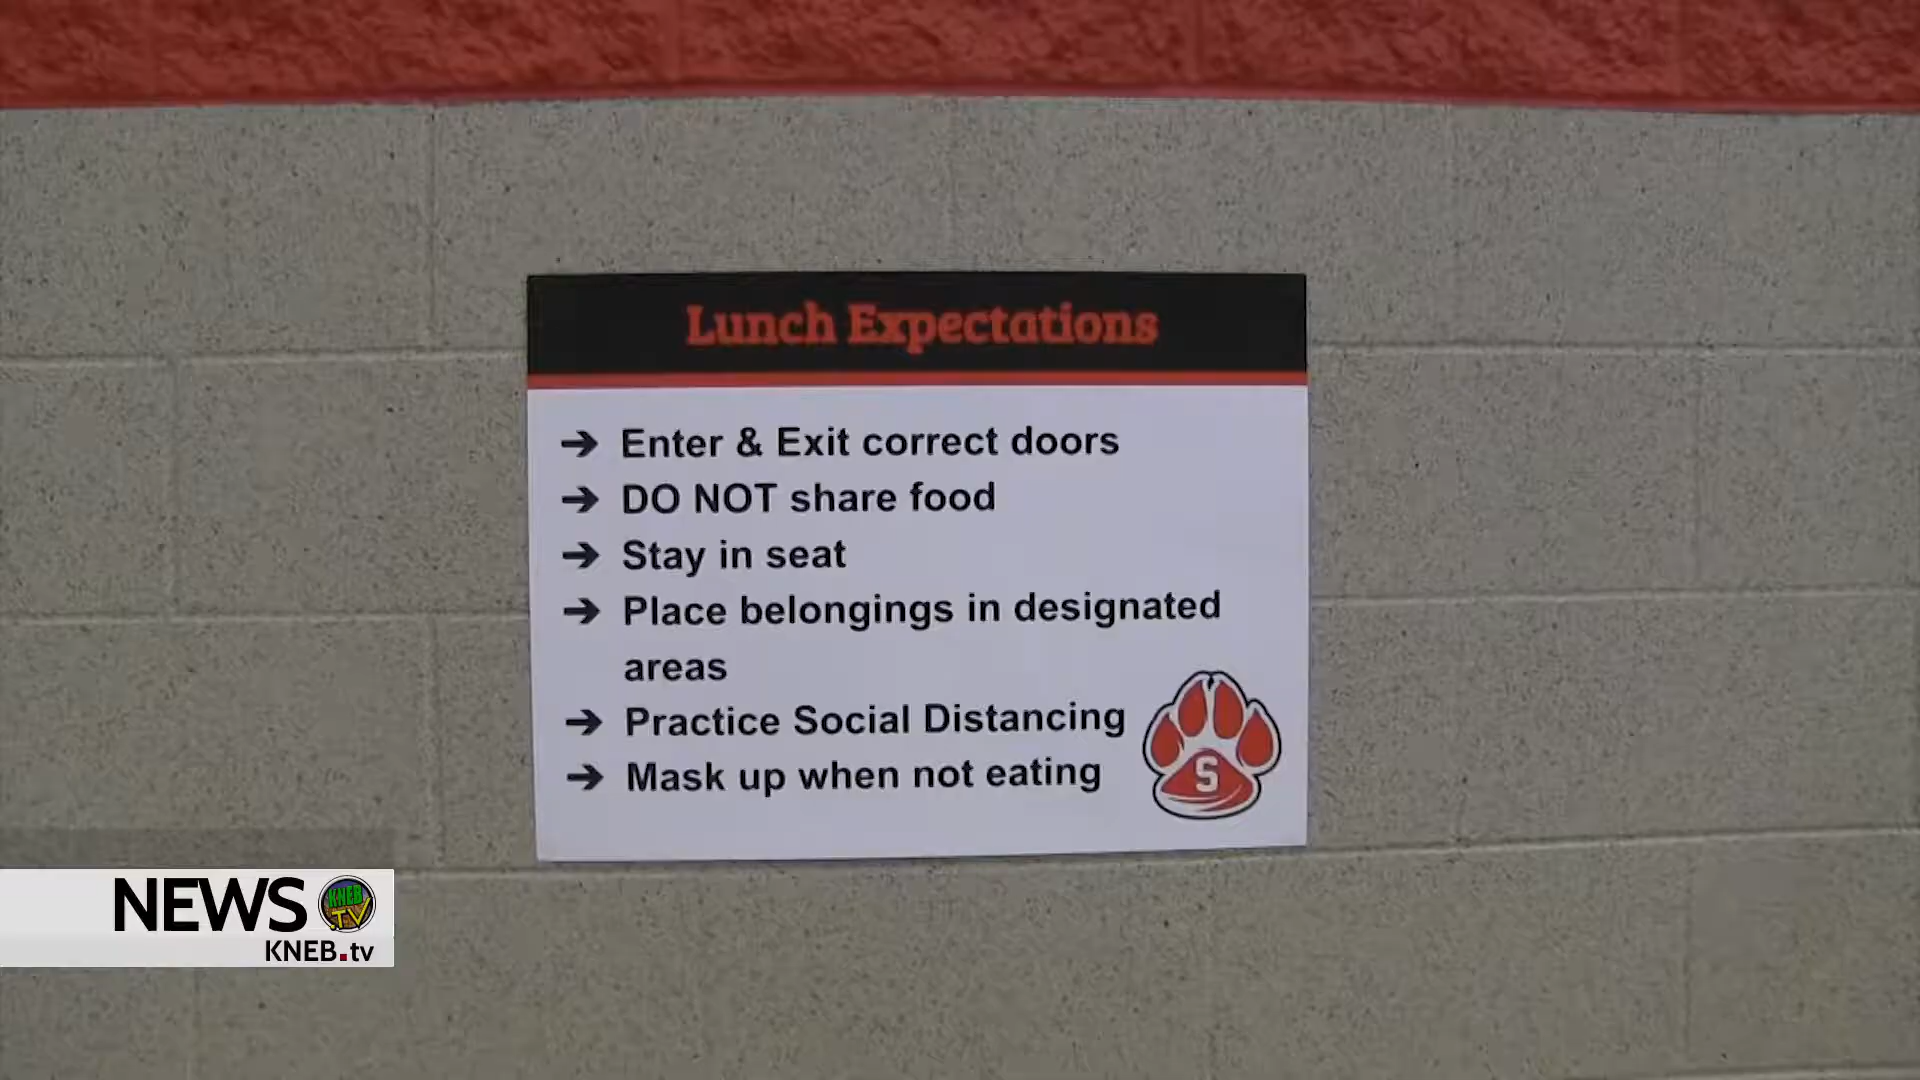 Lunch Expectations
➔ Enter & Exit correct doors
➔ DO NOT share food
➔ Stay in seat
➔ Place belongings in designated
areas
➔ Practice Social Distancing
➔ Mask up when not eating
S
NEWS
KNEB
.TV
KNEB.tv